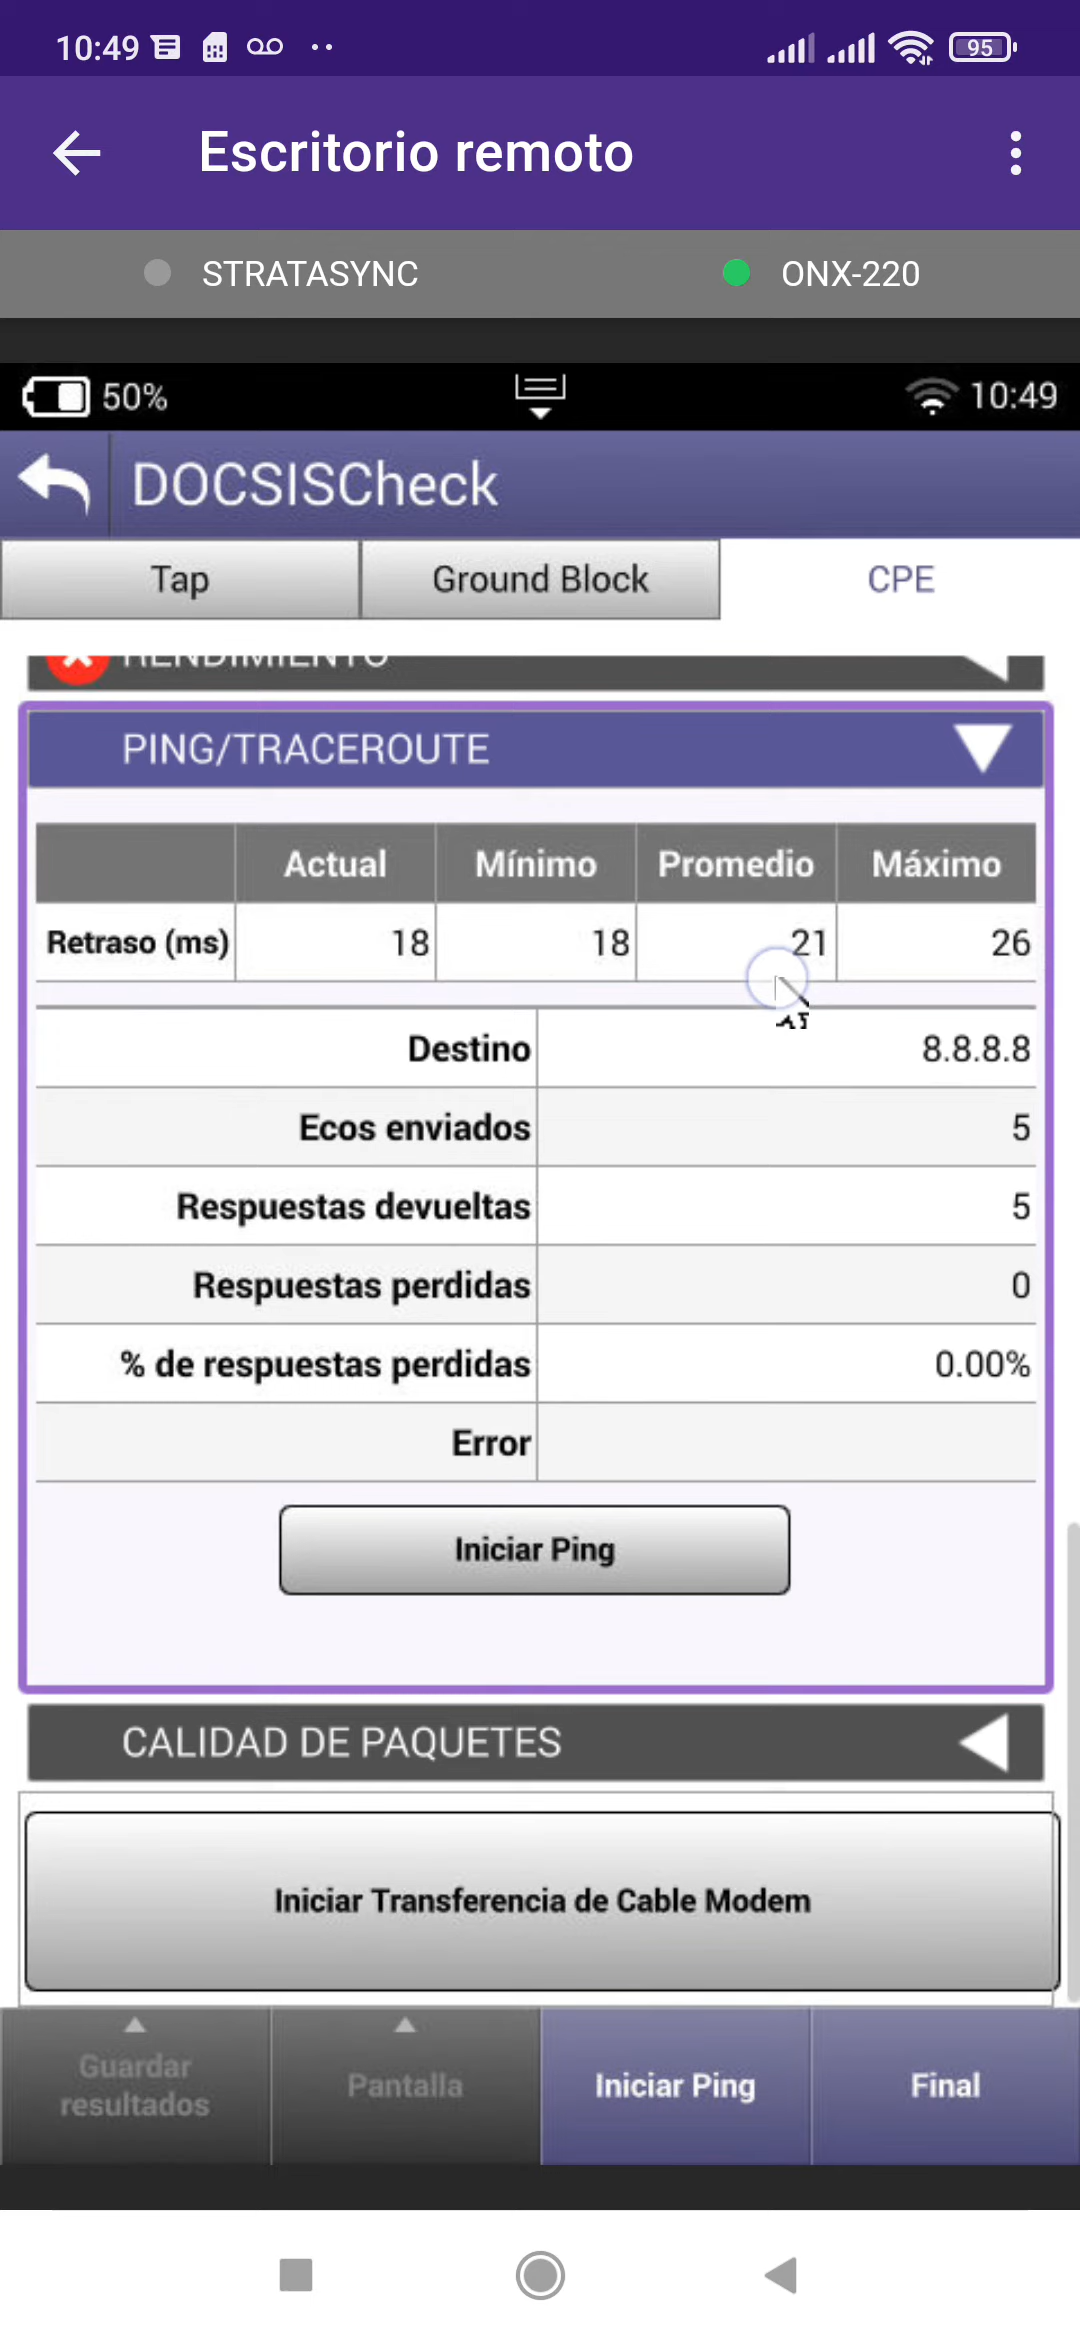 10:49
95
Escritorio remoto
STRATASYNC ONX-220
50% 10:49
DOCSISCheck
Tap Ground Block CPE
RENDIMIENTO
PING/TRACEROUTE
Actual Mínimo Promedio Máximo
Retraso (ms) 18 18 21 26
Destino 8.8.8.8
Ecos enviados 5
Respuestas devueltas 5
Respuestas perdidas 0
% de respuestas perdidas 0.00%
Error
Iniciar Ping
CALIDAD DE PAQUETES
Iniciar Transferencia de Cable Modem
Guardar resultados Pantalla Iniciar Ping Final